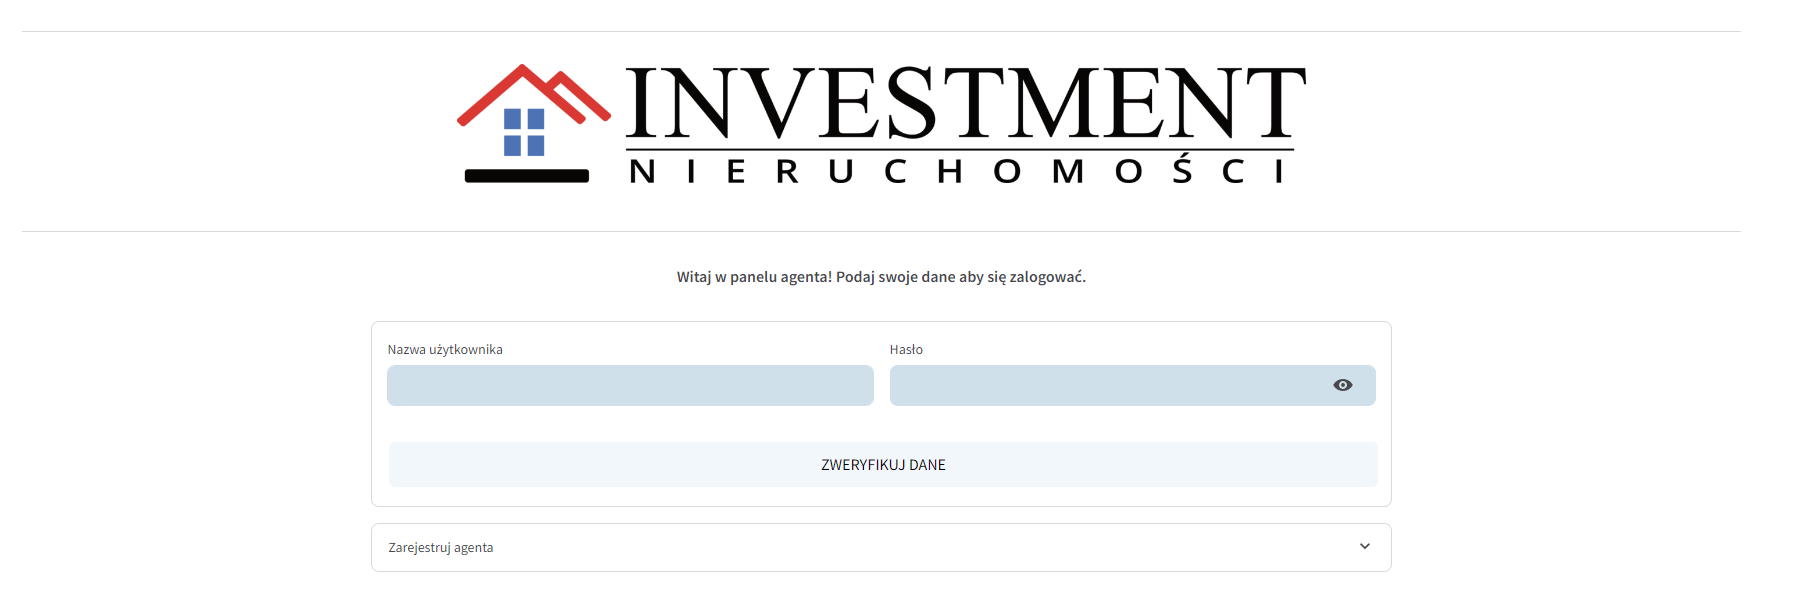 INVESTMENT
NIERUCHOMOŚCI
Witaj w panelu agenta! Podaj swoje dane aby się zalogować.
Nazwa użytkownika
Hasło
ZWERYFIKUJ DANE
Zarejestruj agenta